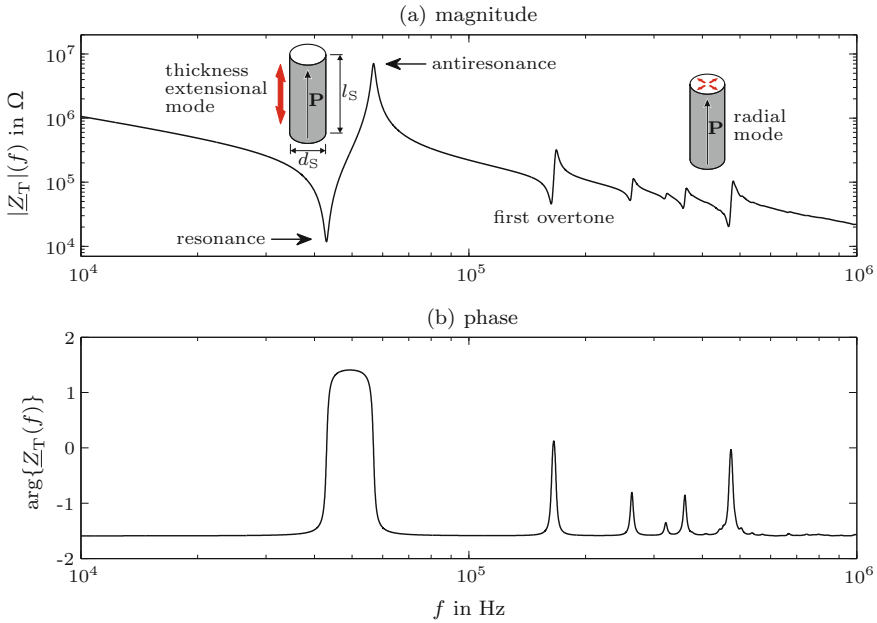 (a) magnitude
|Z_T|(f) in Ω
10^7
10^6
10^5
10^4
thickness
extensional
mode
P
l_S
d_S
antiresonance
resonance
first overtone
P
radial
mode
10^4
10^5
10^6
(b) phase
arg{Z_T(f)}
2
1
0
-1
-2
10^4
10^5
10^6
f in Hz